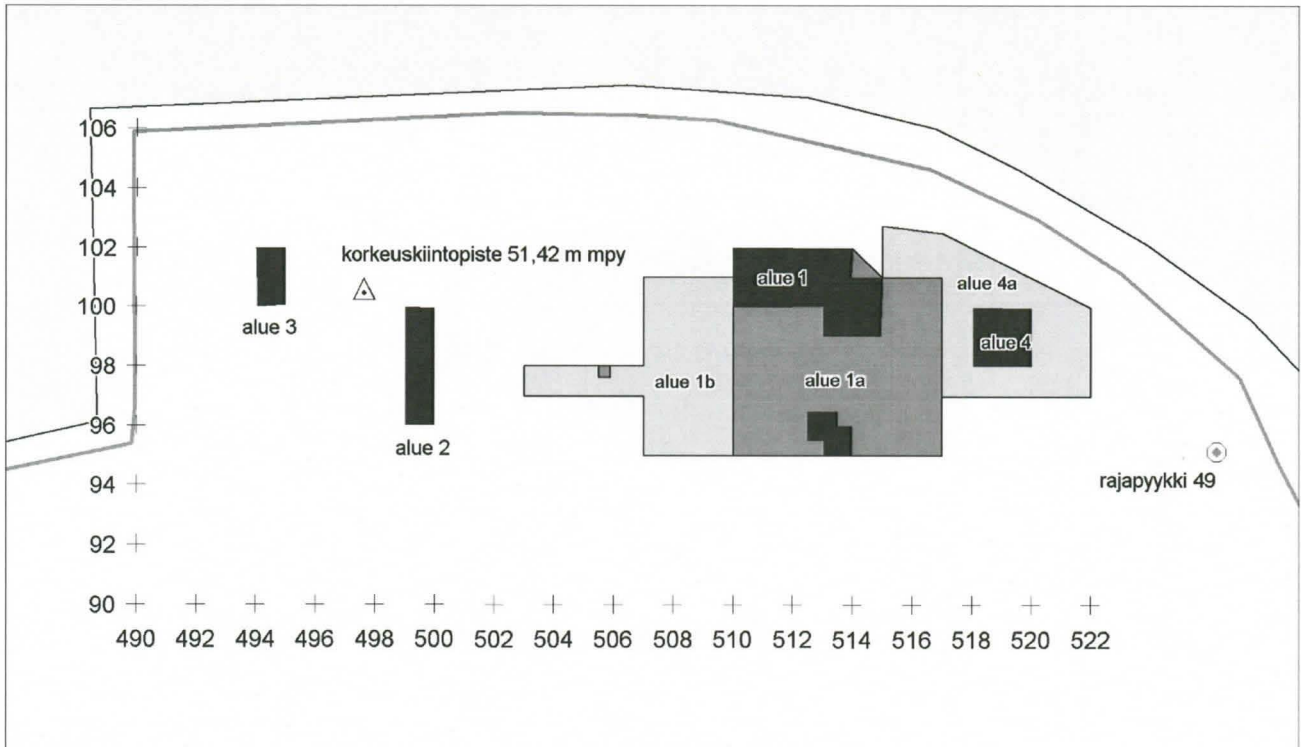 106
104
102
korkeuskiintopiste 51,42 m mpy
alue 1
alue 4a
100
alue 3
alue 4
98
alue 1b
alue 1a
96
alue 2
94
rajapyykki 49
92
90
490 492 494 496 498 500 502 504 506 508 510 512 514 516 518 520 522